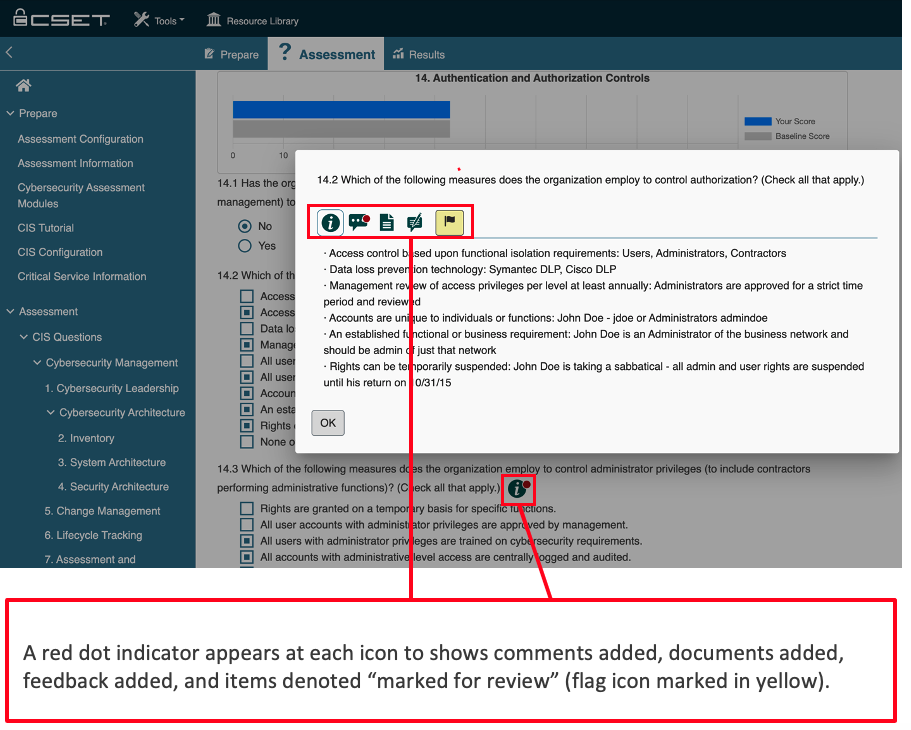 CSET
Tools
Resource Library
Prepare
? Assessment
Results
Prepare
Assessment Configuration
Assessment Information
Cybersecurity Assessment
Modules
CIS Tutorial
CIS Configuration
Critical Service Information
Assessment
CIS Questions
Cybersecurity Management
1. Cybersecurity Leadership
Cybersecurity Architecture
2. Inventory
3. System Architecture
4. Security Architecture
5. Change Management
6. Lifecycle Tracking
7. Assessment and
14. Authentication and Authorization Controls
Your Score
Baseline Score
0 10
14.1 Has the org
management) to
No
Yes
14.2 Which of th
Access
Access
Data lo
Manage
All user
All user
Accoun
An esta
Rights
None o
14.2 Which of the following measures does the organization employ to control authorization? (Check all that apply.)
· Access control based upon functional isolation requirements: Users, Administrators, Contractors
· Data loss prevention technology: Symantec DLP, Cisco DLP
· Management review of access privileges per level at least annually: Administrators are approved for a strict time
period and reviewed
· Accounts are unique to individuals or functions: John Doe - jdoe or Administrators admindoe
· An established functional or business requirement: John Doe is an Administrator of the business network and
should be admin of just that network
· Rights can be temporarily suspended: John Doe is taking a sabbatical - all admin and user rights are suspended
until his return on 10/31/15
OK
14.3 Which of the following measures does the organization employ to control administrator privileges (to include contractors
performing administrative functions)? (Check all that apply.)
Rights are granted on a temporary basis for specific functions.
All user accounts with administrator privileges are approved by management.
All users with administrator privileges are trained on cybersecurity requirements.
All accounts with administrative level access are centrally logged and audited.
A red dot indicator appears at each icon to shows comments added, documents added,
feedback added, and items denoted “marked for review” (flag icon marked in yellow).